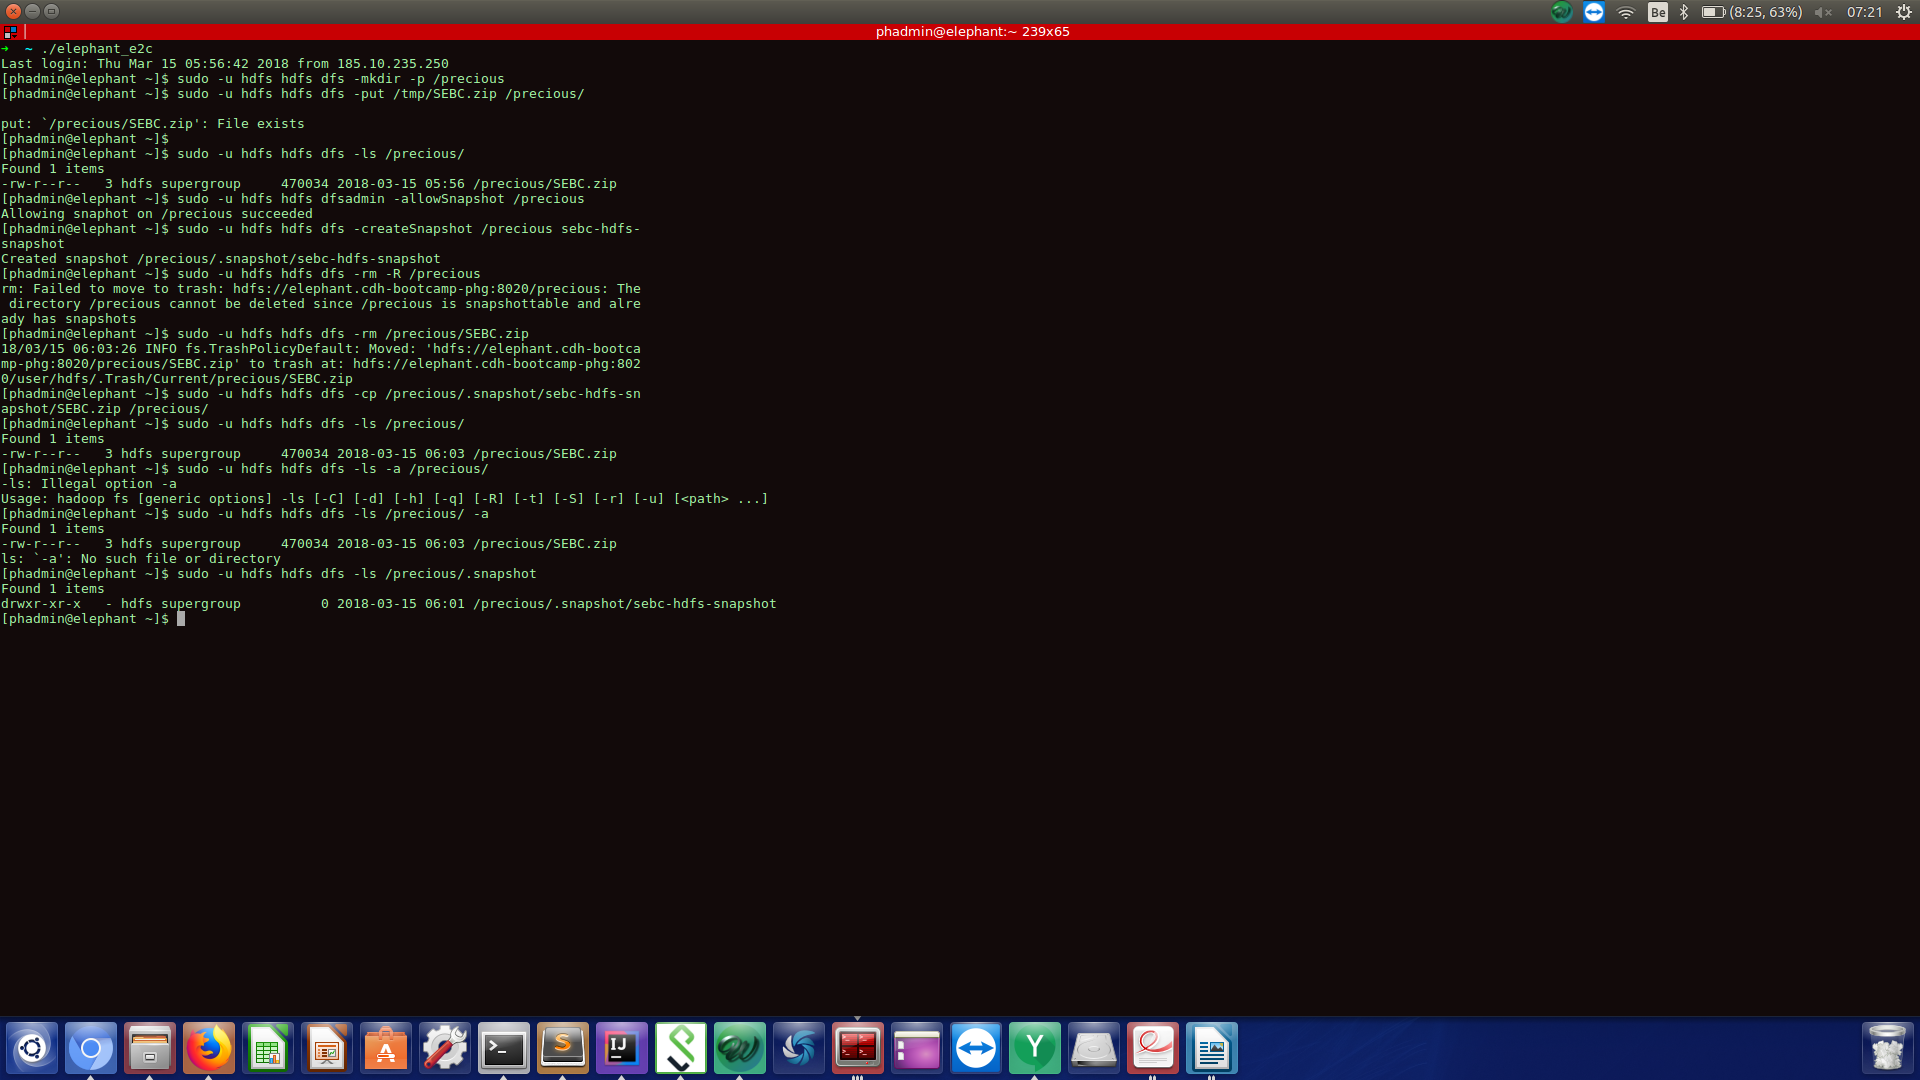 Be
(8:25, 63%)
07:21
phadmin@elephant:~ 239x65
➜  ~ ./elephant_e2c
Last login: Thu Mar 15 05:56:42 2018 from 185.10.235.250
[phadmin@elephant ~]$ sudo -u hdfs hdfs dfs -mkdir -p /precious
[phadmin@elephant ~]$ sudo -u hdfs hdfs dfs -put /tmp/SEBC.zip /precious/
put: `/precious/SEBC.zip': File exists
[phadmin@elephant ~]$
[phadmin@elephant ~]$ sudo -u hdfs hdfs dfs -ls /precious/
Found 1 items
-rw-r--r--   3 hdfs supergroup     470034 2018-03-15 05:56 /precious/SEBC.zip
[phadmin@elephant ~]$ sudo -u hdfs hdfs dfsadmin -allowSnapshot /precious
Allowing snaphot on /precious succeeded
[phadmin@elephant ~]$ sudo -u hdfs hdfs dfs -createSnapshot /precious sebc-hdfs-
snapshot
Created snapshot /precious/.snapshot/sebc-hdfs-snapshot
[phadmin@elephant ~]$ sudo -u hdfs hdfs dfs -rm -R /precious
rm: Failed to move to trash: hdfs://elephant.cdh-bootcamp-phg:8020/precious: The
 directory /precious cannot be deleted since /precious is snapshottable and alre
ady has snapshots
[phadmin@elephant ~]$ sudo -u hdfs hdfs dfs -rm /precious/SEBC.zip
18/03/15 06:03:26 INFO fs.TrashPolicyDefault: Moved: 'hdfs://elephant.cdh-bootca
mp-phg:8020/precious/SEBC.zip' to trash at: hdfs://elephant.cdh-bootcamp-phg:802
0/user/hdfs/.Trash/Current/precious/SEBC.zip
[phadmin@elephant ~]$ sudo -u hdfs hdfs dfs -cp /precious/.snapshot/sebc-hdfs-sn
apshot/SEBC.zip /precious/
[phadmin@elephant ~]$ sudo -u hdfs hdfs dfs -ls /precious/
Found 1 items
-rw-r--r--   3 hdfs supergroup     470034 2018-03-15 06:03 /precious/SEBC.zip
[phadmin@elephant ~]$ sudo -u hdfs hdfs dfs -ls -a /precious/
-ls: Illegal option -a
Usage: hadoop fs [generic options] -ls [-C] [-d] [-h] [-q] [-R] [-t] [-S] [-r] [-u] [<path> ...]
[phadmin@elephant ~]$ sudo -u hdfs hdfs dfs -ls /precious/ -a
Found 1 items
-rw-r--r--   3 hdfs supergroup     470034 2018-03-15 06:03 /precious/SEBC.zip
ls: `-a': No such file or directory
[phadmin@elephant ~]$ sudo -u hdfs hdfs dfs -ls /precious/.snapshot
Found 1 items
drwxr-xr-x   - hdfs supergroup          0 2018-03-15 06:01 /precious/.snapshot/sebc-hdfs-snapshot
[phadmin@elephant ~]$